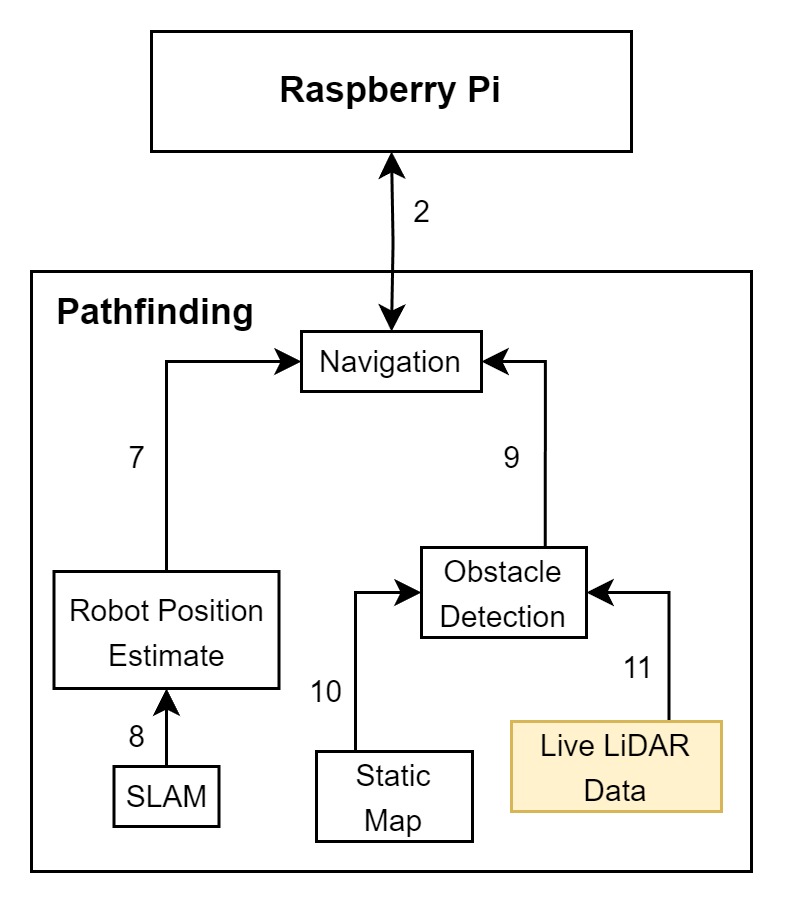 Raspberry Pi
2
Pathfinding
Navigation
7
9
Obstacle
Detection
Robot Position
Estimate
10
11
8
SLAM
Static
Map
Live LiDAR
Data